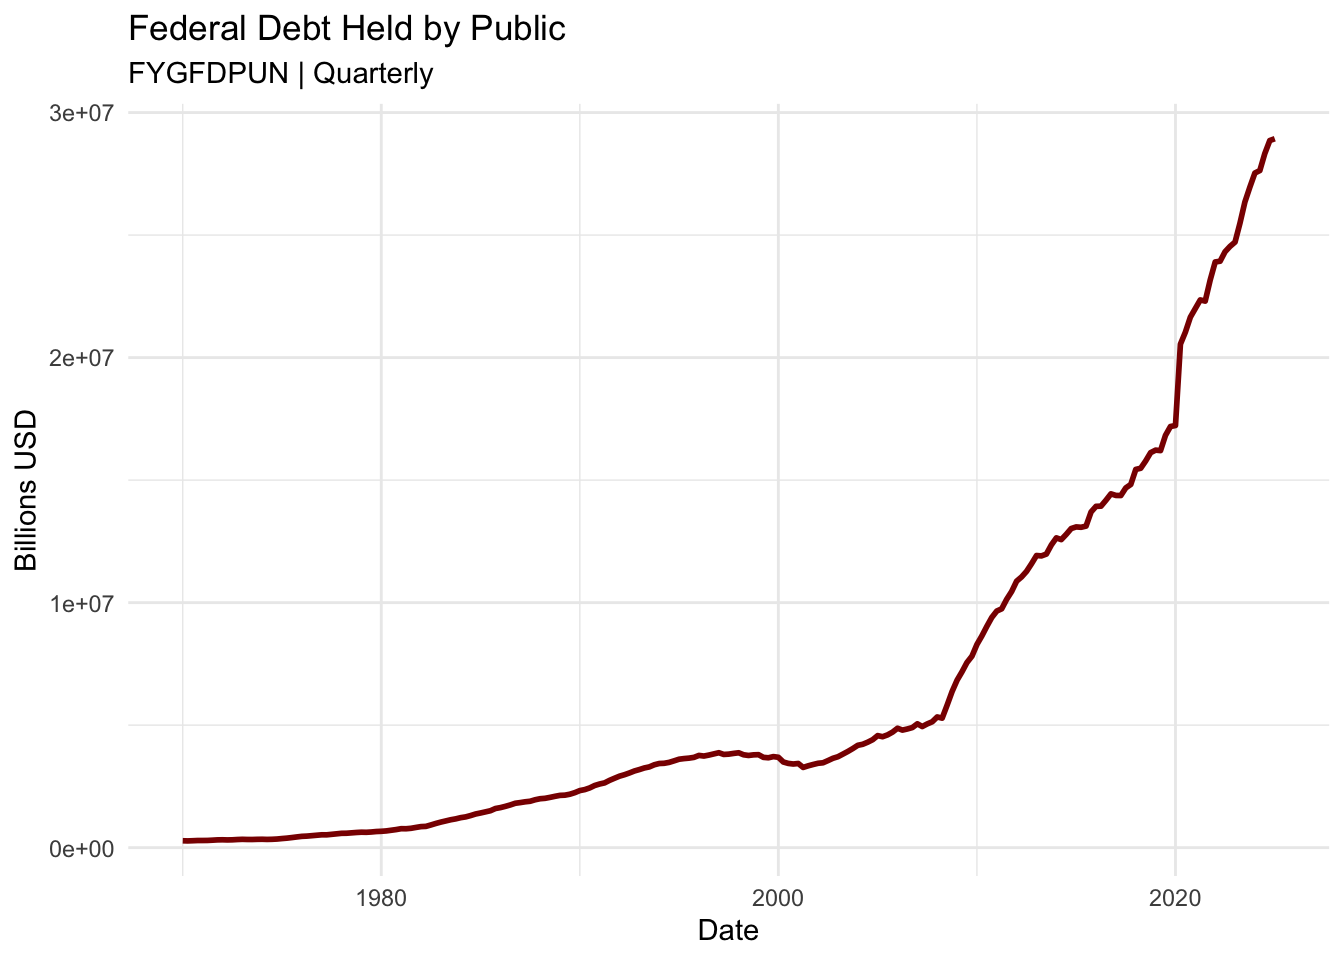 Federal Debt Held by Public
FYGFDPUN | Quarterly
3e+07
2e+07
1e+07
0e+00
Billions USD
1980
2000
2020
Date